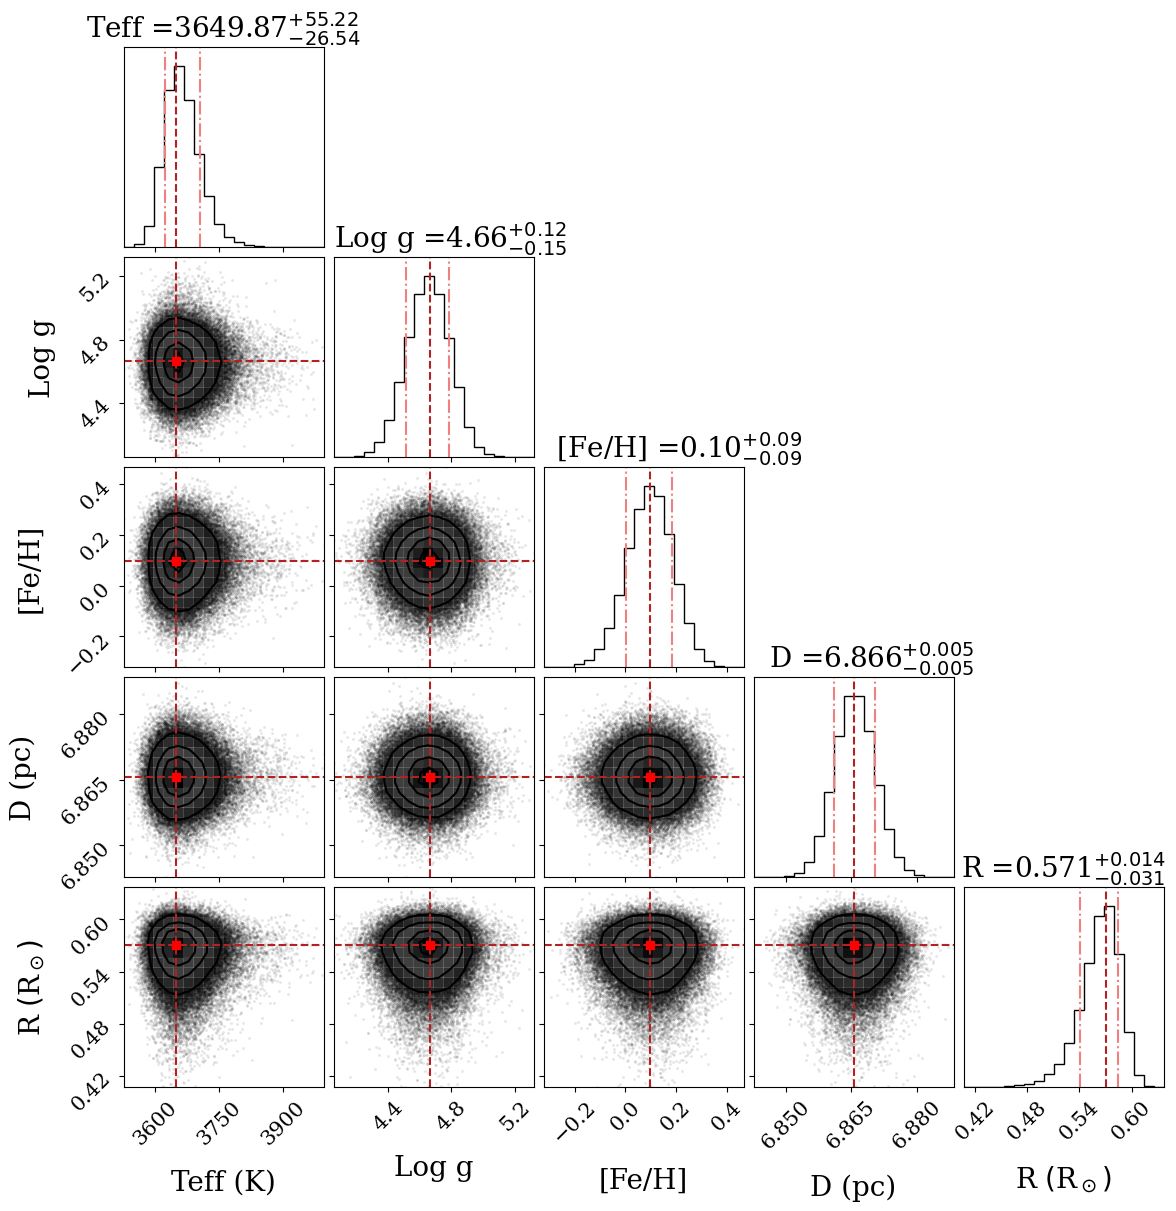 Teff =3649.87 +55.22 −26.54
Log g =4.66 +0.12 −0.15
5.2
4.8
4.4
Log g
[Fe/H] =0.10 +0.09 −0.09
0.4
0.2
0.0
−0.2
[Fe/H]
D =6.866 +0.005 −0.005
6.880
6.865
6.850
D (pc)
R =0.571 +0.014 −0.031
0.60
0.54
0.48
0.42
R (R⊙)
3600 3750 3900
4.4 4.8 5.2
−0.2 0.0 0.2 0.4
6.850 6.865 6.880
0.42 0.48 0.54 0.60
Teff (K)
Log g
[Fe/H]
D (pc)
R (R⊙)